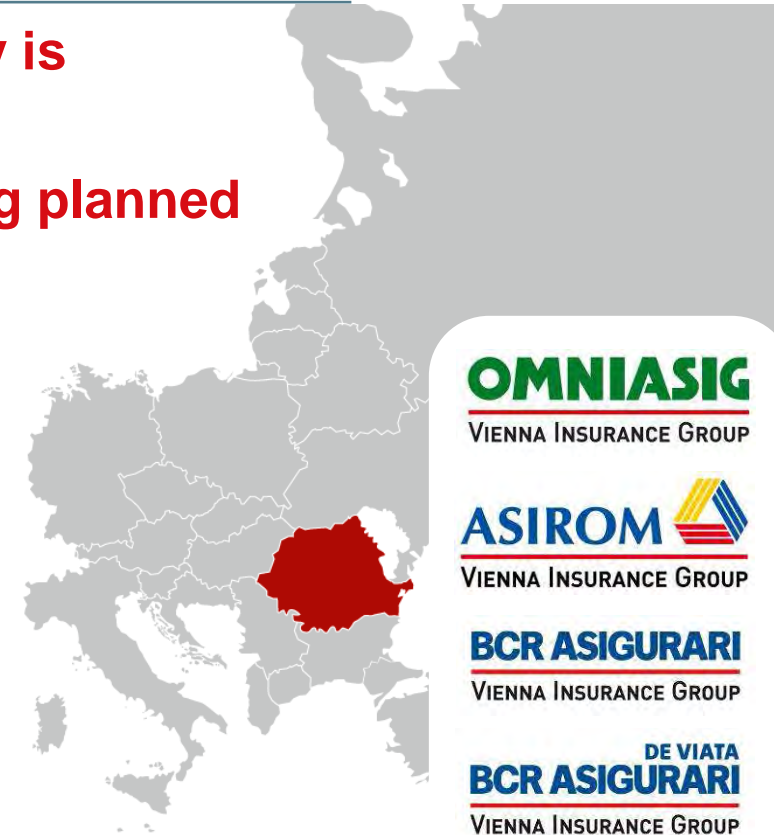 y is
g planned
OMNIASIG
VIENNA INSURANCE GROUP
ASIROM
VIENNA INSURANCE GROUP
BCR ASIGURARI
VIENNA INSURANCE GROUP
DE VIATA
BCR ASIGURARI
VIENNA INSURANCE GROUP